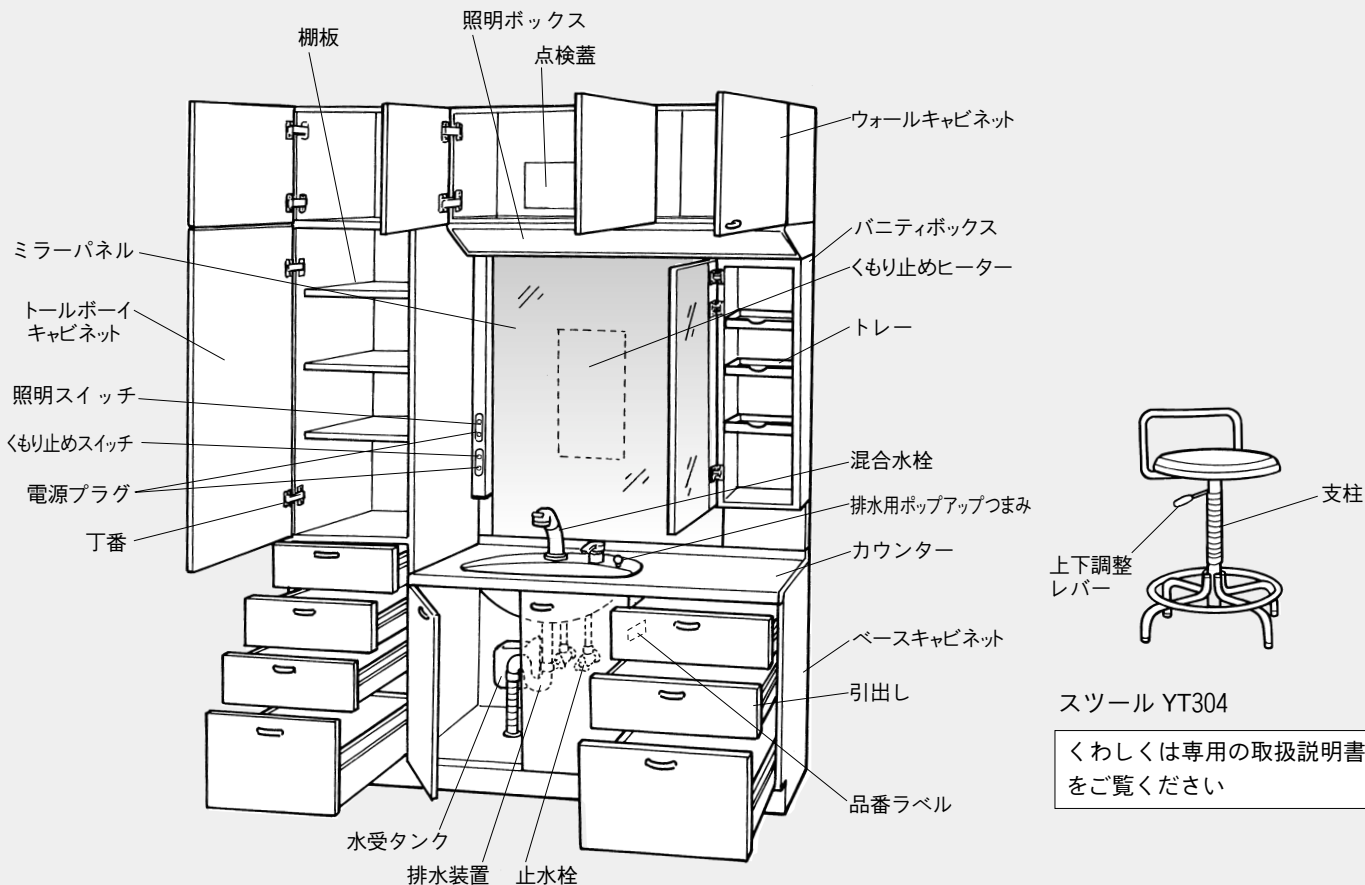 照明ボックス
棚板
点検蓋
ウォールキャビネット
ミラーパネル
バニティボックス
くもり止めヒーター
トールボーイ
キャビネット
トレー
照明スイッチ
くもり止めスイッチ
混合水栓
電源プラグ
排水用ポップアップつまみ
支柱
丁番
カウンター
上下調整
レバー
ベースキャビネット
引出し
スツール YT304
くわしくは専用の取扱説明書
をご覧ください
品番ラベル
水受タンク
排水装置
止水栓